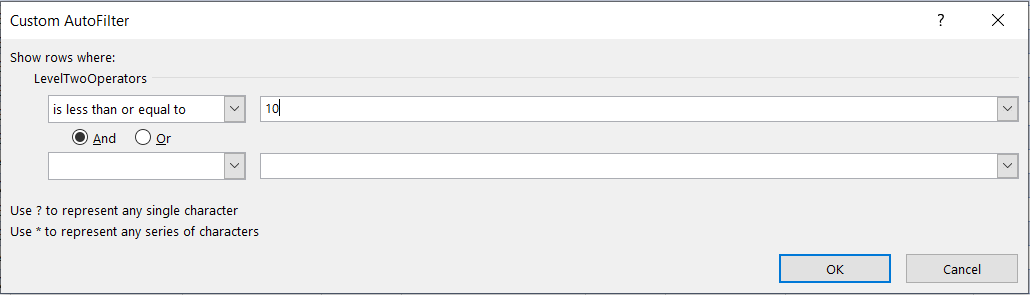 Custom AutoFilter ?
Show rows where:
LevelTwoOperators
is less than or equal to 10
And Or
Use ? to represent any single character
Use * to represent any series of characters
OK Cancel